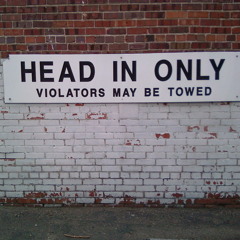 HEAD IN ONLY
VIOLATORS MAY BE TOWED